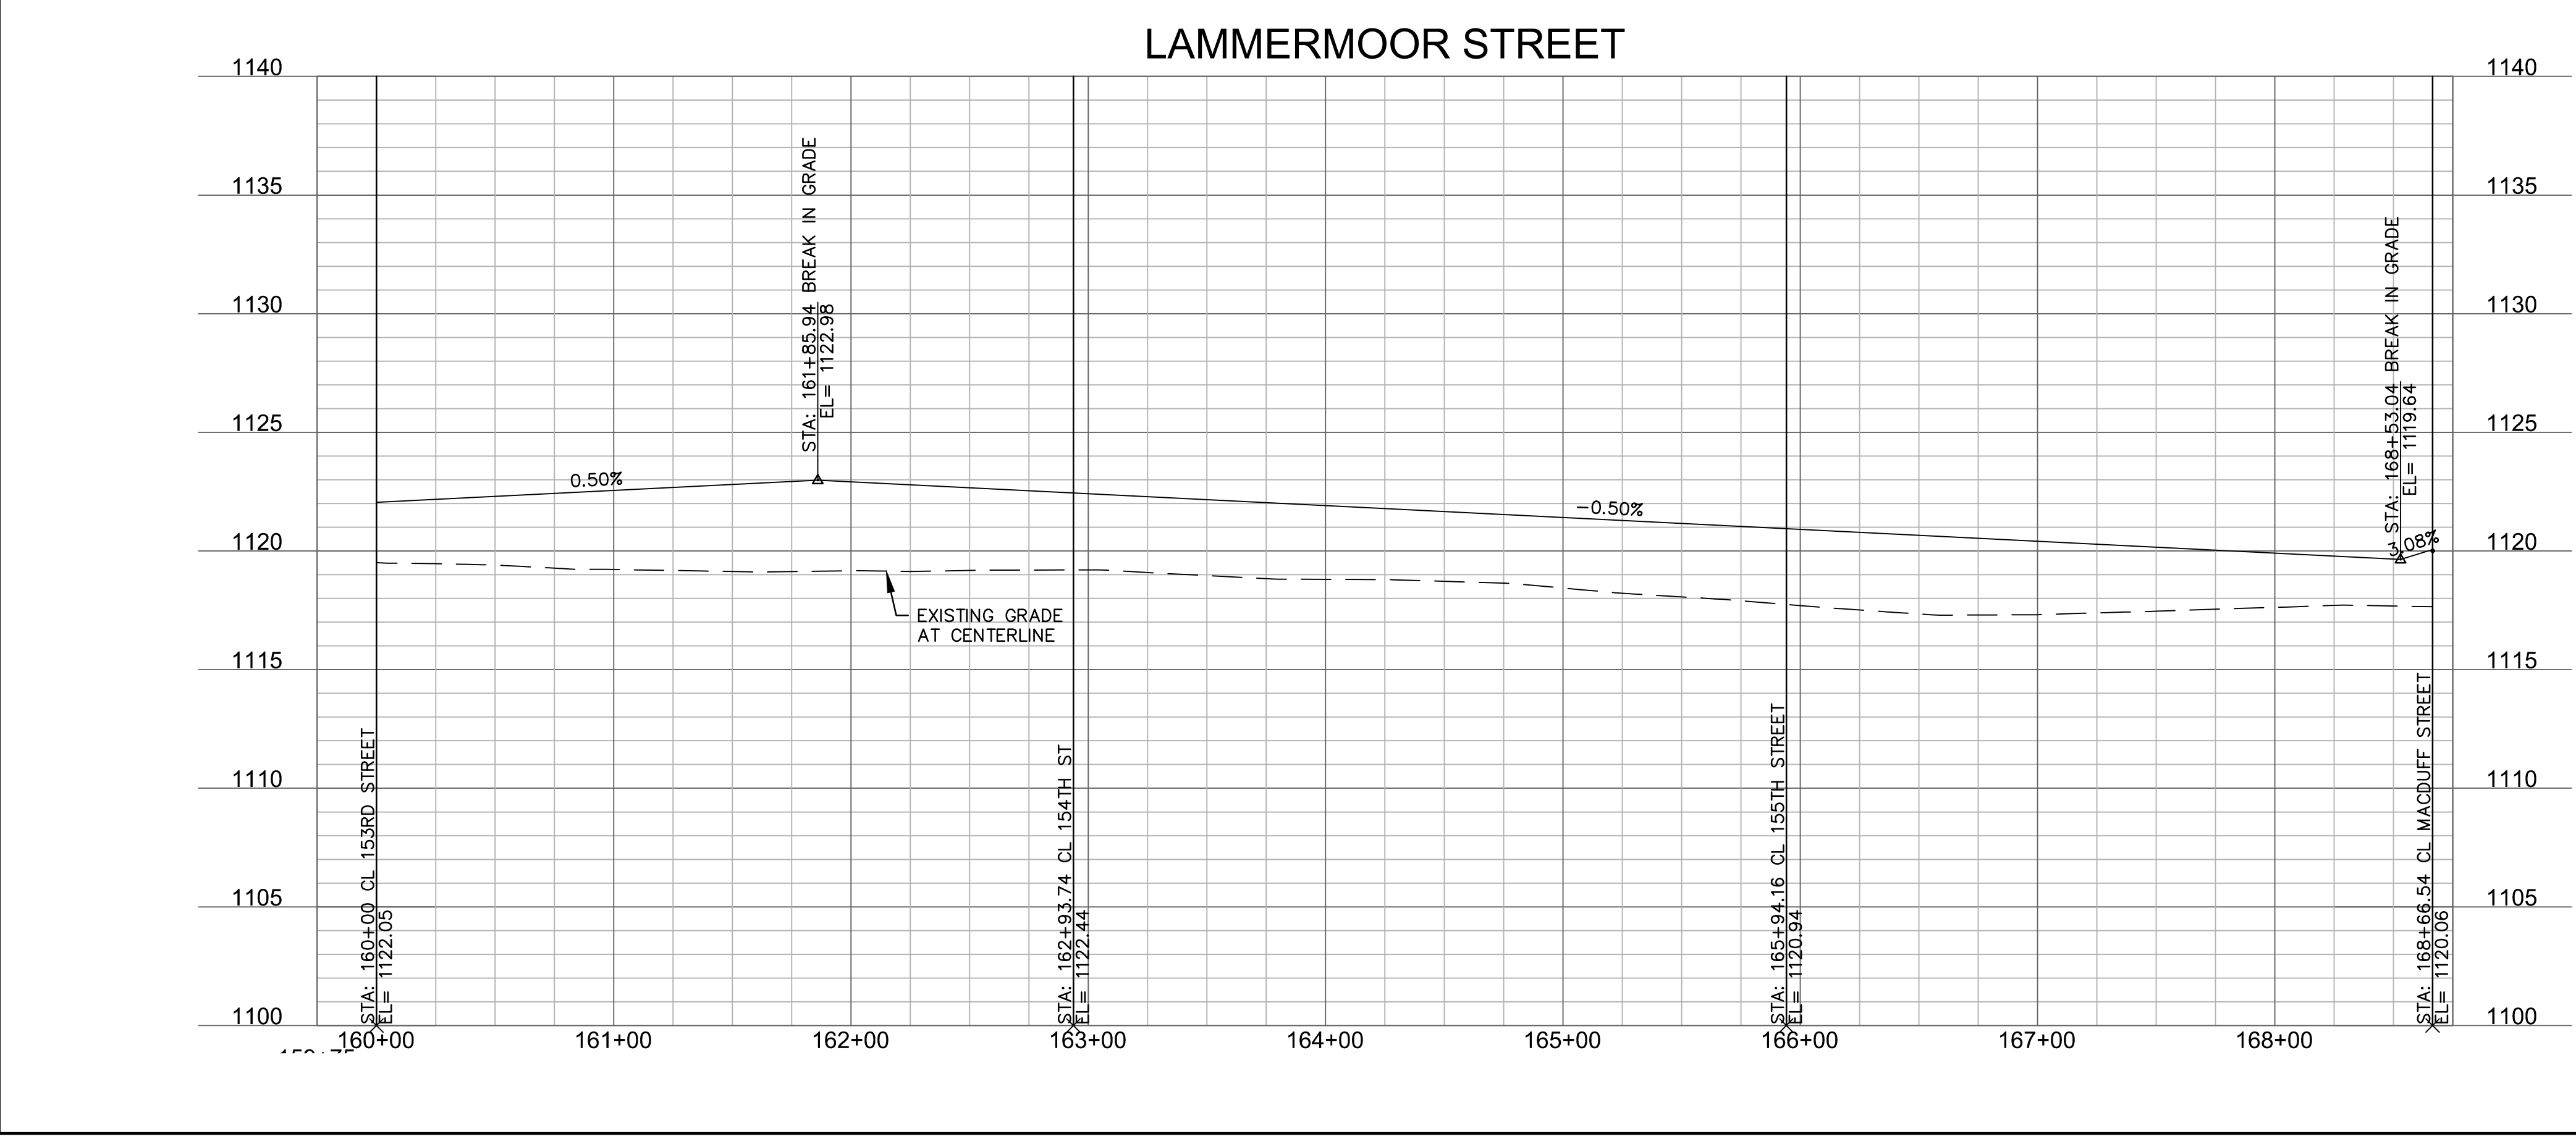 LAMMERMOOR STREET
1140
1140
1135
1135
1130
1130
1125
1125
1120
1120
1115
1115
1110
1110
1105
1105
1100
1100
STA: 161+85.94 BREAK IN GRADE
EL= 1122.98
STA: 168+53.04 BREAK IN GRADE
EL= 1119.64
0.50%
-0.50%
3.08%
EXISTING GRADE
AT CENTERLINE
STA: 160+00 CL 153RD STREET
EL= 1122.05
STA: 162+93.74 CL 154TH ST
EL= 1122.44
STA: 165+94.16 CL 155TH STREET
EL= 1120.94
STA: 168+66.54 CL MACDUFF STREET
EL= 1120.06
160+00
161+00
162+00
163+00
164+00
165+00
166+00
167+00
168+00